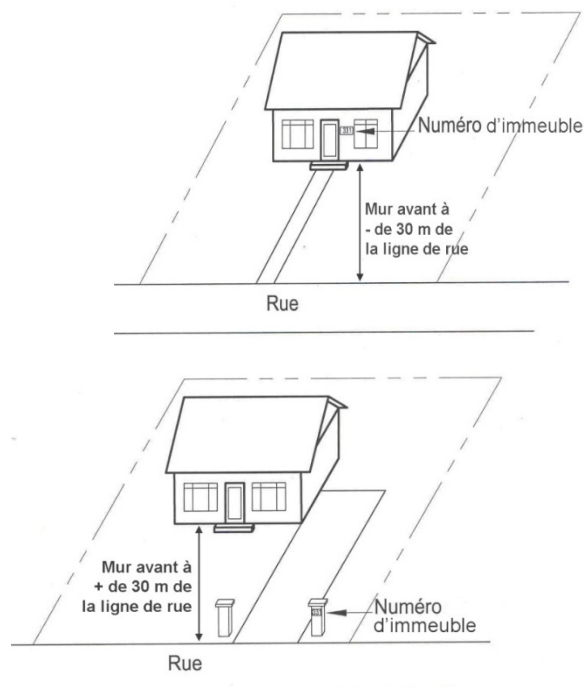 Numéro d'immeuble
Mur avant à
- de 30 m de
la ligne de rue
Rue
Mur avant à
+ de 30 m de
la ligne de rue
Numéro
d'immeuble
Rue